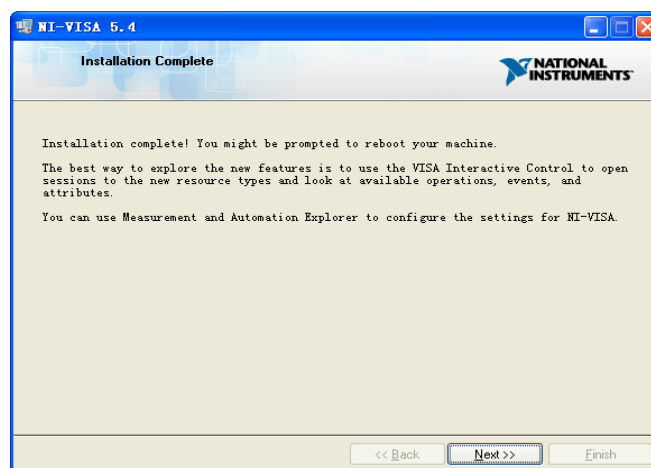 NI-VISA 5.4
Installation Complete
NATIONAL
INSTRUMENTS
Installation complete! You might be prompted to reboot your machine.
The best way to explore the new features is to use the VISA Interactive Control to open
sessions to the new resource types and look at available operations, events, and
attributes.
You can use Measurement and Automation Explorer to configure the settings for NI-VISA.
<< Back
Next >>
Finish